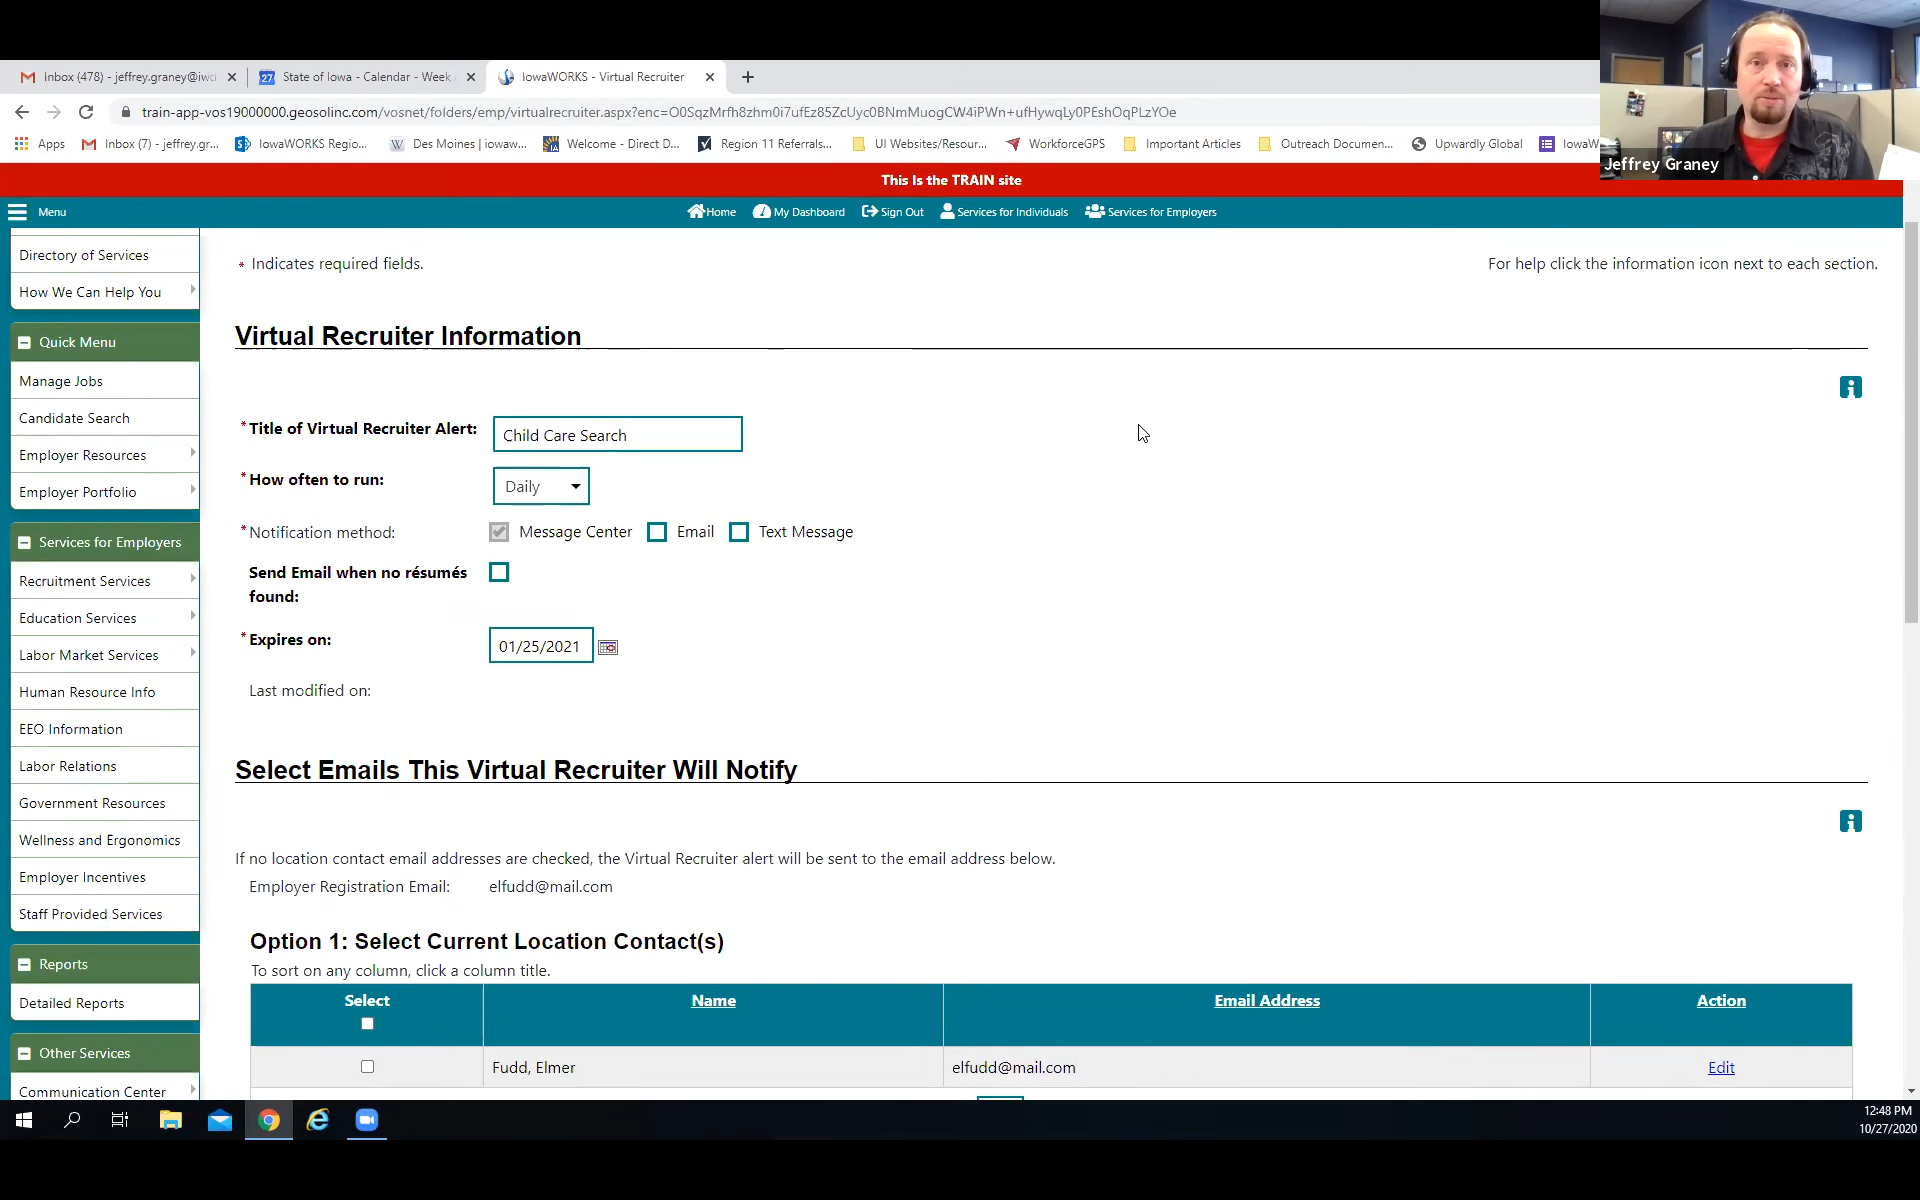 Inbox (478) - jeffrey.graney@iwd
State of Iowa - Calendar - Week
IowaWORKS - Virtual Recruiter
train-app-vos19000000.geosolinc.com/vosnet/folders/emp/virtualrecruiter.aspx?enc=O0SqzMrfh8zhm0i7ufEz85ZcUyc0BNmMuogCW4iPWn+ufHywqLy0PEshOqPLzYOe
Apps
Inbox (7) - jeffrey.gr...
IowaWORKS Regio...
Des Moines | iowaw...
Welcome - Direct D...
Region 11 Referrals...
UI Websites/Resour...
WorkforceGPS
Important Articles
Outreach Documen...
Upwardly Global
IowaW
Jeffrey Graney
This Is the TRAIN site
Menu
Home
My Dashboard
Sign Out
Services for Individuals
Services for Employers
Directory of Services
How We Can Help You
Quick Menu
Manage Jobs
Candidate Search
Employer Resources
Employer Portfolio
Services for Employers
Recruitment Services
Education Services
Labor Market Services
Human Resource Info
EEO Information
Labor Relations
Government Resources
Wellness and Ergonomics
Employer Incentives
Staff Provided Services
Reports
Detailed Reports
Other Services
Communication Center
* Indicates required fields.
For help click the information icon next to each section.
Virtual Recruiter Information
* Title of Virtual Recruiter Alert: Child Care Search
* How often to run: Daily
* Notification method: Message Center Email Text Message
Send Email when no résumés
found:
* Expires on: 01/25/2021
Last modified on:
Select Emails This Virtual Recruiter Will Notify
If no location contact email addresses are checked, the Virtual Recruiter alert will be sent to the email address below.
Employer Registration Email: elfudd@mail.com
Option 1: Select Current Location Contact(s)
To sort on any column, click a column title.
Select Name Email Address Action
Fudd, Elmer elfudd@mail.com Edit
12:48 PM
10/27/2020